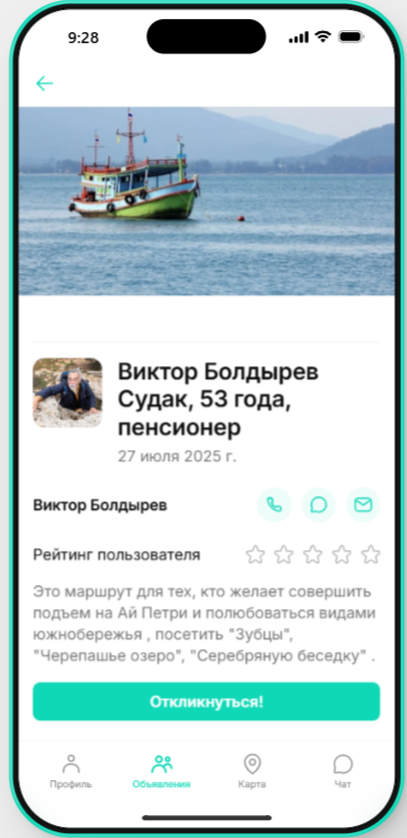 9:28
Виктор Болдырев
Судак, 53 года,
пенсионер
27 июля 2025 г.
Виктор Болдырев
Рейтинг пользователя
Это маршрут для тех, кто желает совершить
подъем на Ай Петри и полюбоваться видами
южнобережья , посетить "Зубцы",
"Черепашье озеро", "Серебряную беседку" .
Откликнуться!
Профиль
Объявления
Карта
Чат